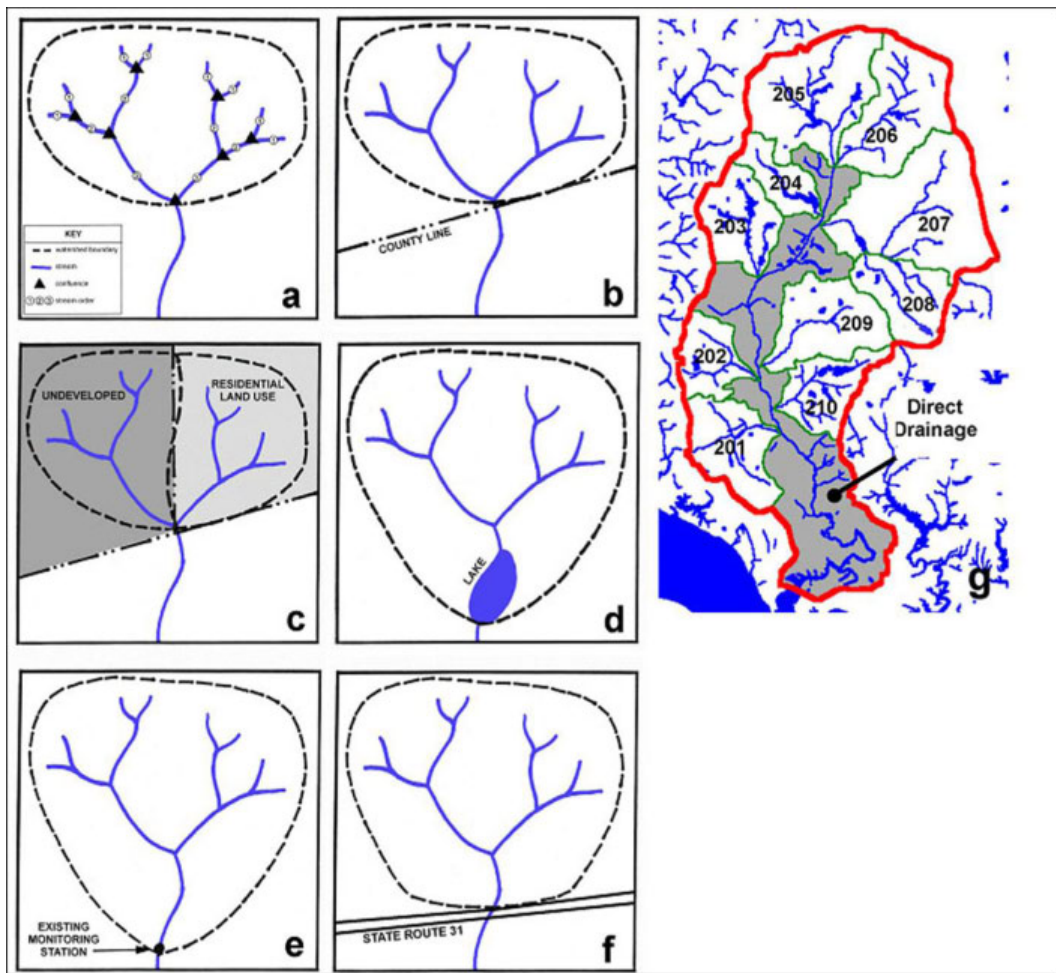 KEY
watershed boundary
stream
confluence
①②③ stream order
a
COUNTY LINE
b
UNDEVELOPED
RESIDENTIAL
LAND USE
c
LAKE
d
EXISTING
MONITORING
STATION
e
STATE ROUTE 31
f
205
206
204
203
207
208
209
202
210
201
Direct
Drainage
g